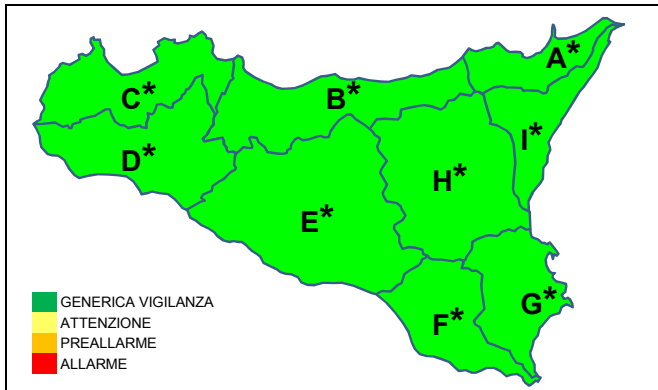 A*
C*
B*
I*
D*
H*
E*
G*
F*
GENERICA VIGILANZA
ATTENZIONE
PREALLARME
ALLARME